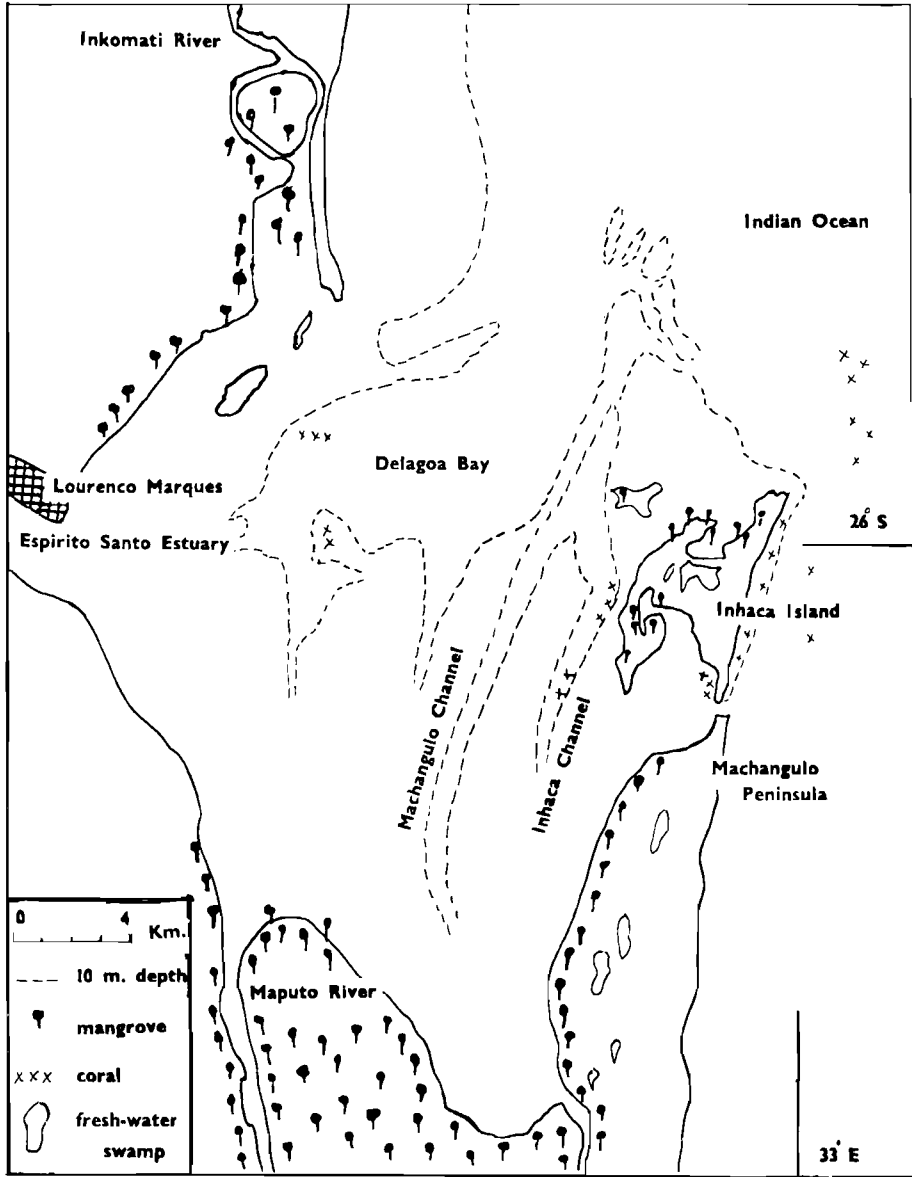 Inkomati River
Indian Ocean
Delagoa Bay
Lourenco Marques
26° S
Espirito Santo Estuary
Inhaca Island
Machangulo Channel
Inhaca Channel
Machangulo
Peninsula
Maputo River
0 4
Km.
10 m. depth
mangrove
coral
fresh-water
swamp
33° E